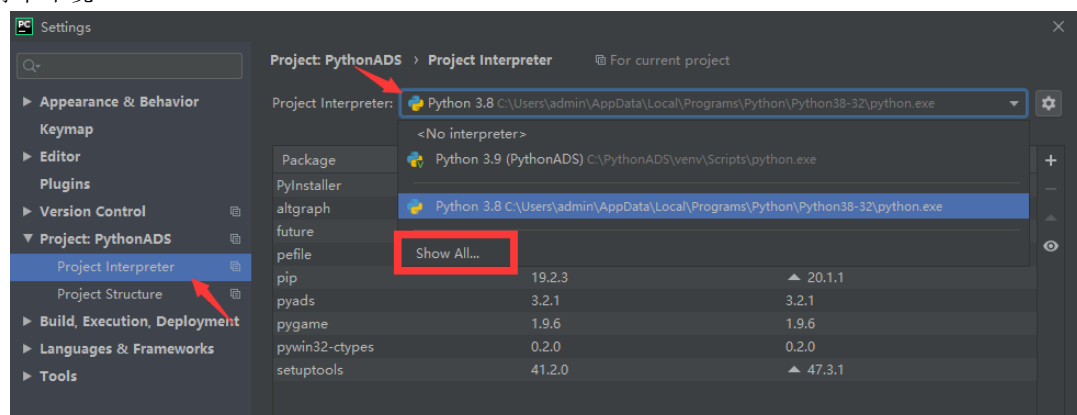 PC Settings
Project: PythonADS › Project Interpreter For current project
Appearance & Behavior
Keymap
Editor
Plugins
Version Control
Project: PythonADS
Project Interpreter
Project Structure
Build, Execution, Deployment
Languages & Frameworks
Tools
Project Interpreter: Python 3.8 C:\Users\admin\AppData\Local\Programs\Python\Python38-32\python.exe
<No interpreter>
Python 3.9 (PythonADS) C:\PythonADS\venv\Scripts\python.exe
Python 3.8 C:\Users\admin\AppData\Local\Programs\Python\Python38-32\python.exe
Show All...
Package
PyInstaller
altgraph
future
pefile
pip 19.2.3 ▲ 20.1.1
pyads 3.2.1 3.2.1
pygame 1.9.6 1.9.6
pywin32-ctypes 0.2.0 0.2.0
setuptools 41.2.0 ▲ 47.3.1